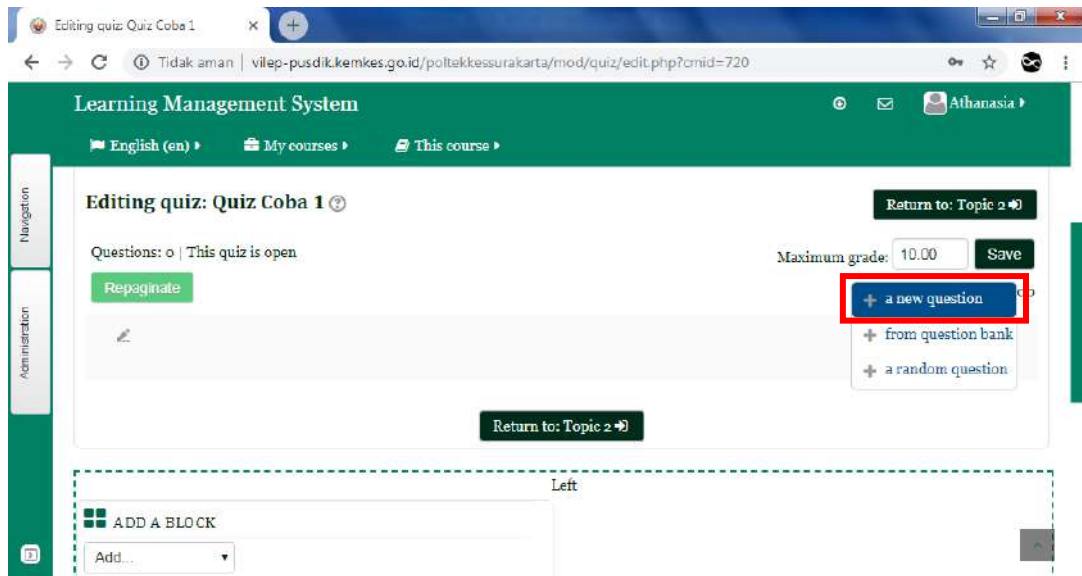 Editing quiz: Quiz Coba 1
Tidak aman | vilep-pusdik.kemkes.go.id/poltekkessurakarta/mod/quiz/edit.php?cmid=720
Learning Management System
Athanasia
English (en)
My courses
This course
Navigation
Administration
Editing quiz: Quiz Coba 1
Return to: Topic 2
Questions: 0 | This quiz is open
Maximum grade: 10.00 Save
Repaginate
a new question
from question bank
a random question
Return to: Topic 2
Left
ADD A BLOCK
Add...